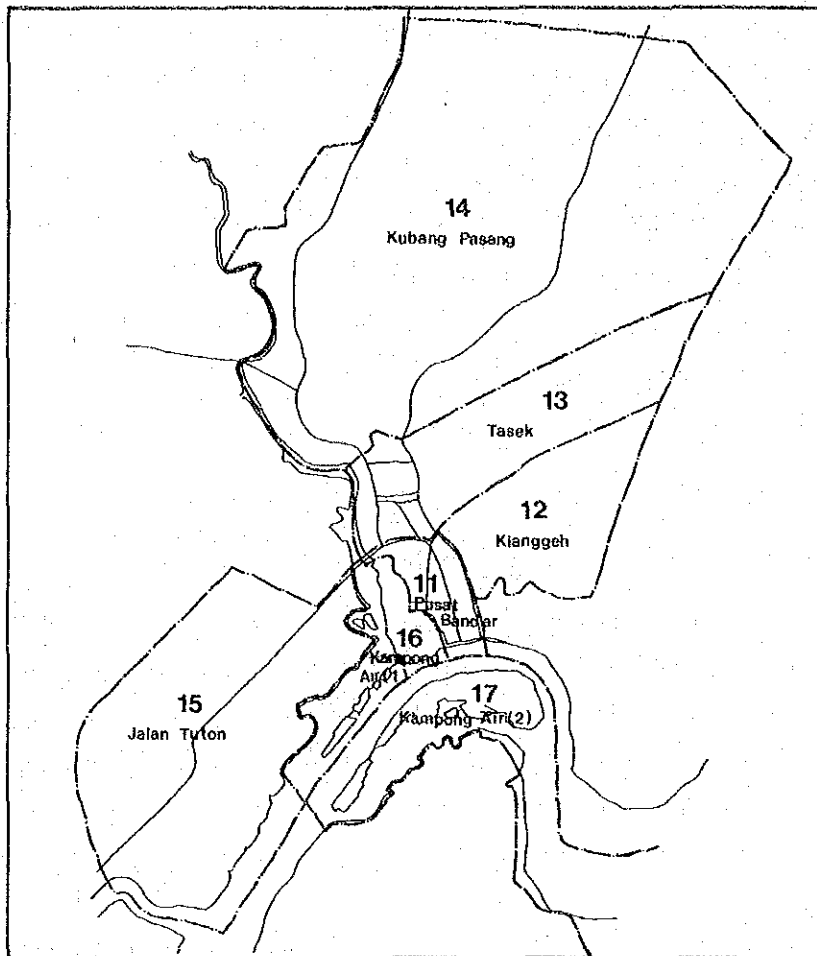 14
Kubang Pasang
13
Tasek
12
Kianggeh
11
Pusat
Bandar
16
Kampong
Air(1)
17
Kampong Air(2)
15
Jalan Tuton